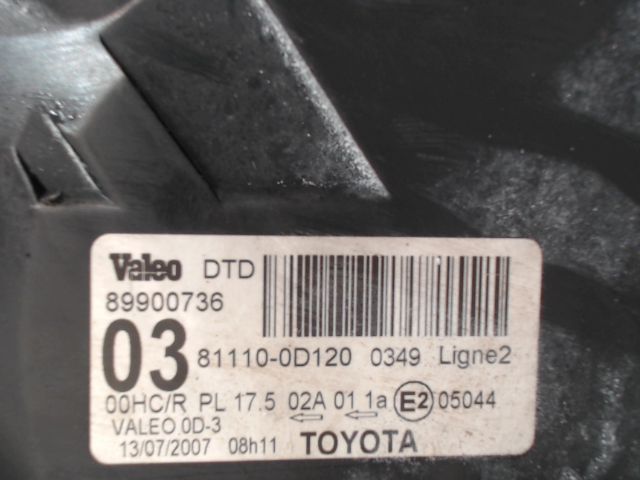 Valeo DTD
89900736
03 81110-0D120 0349 Ligne2
00HC/R PL 17.5 02A 01 1a E2 05044
VALEO 0D-3
13/07/2007 08h11 TOYOTA